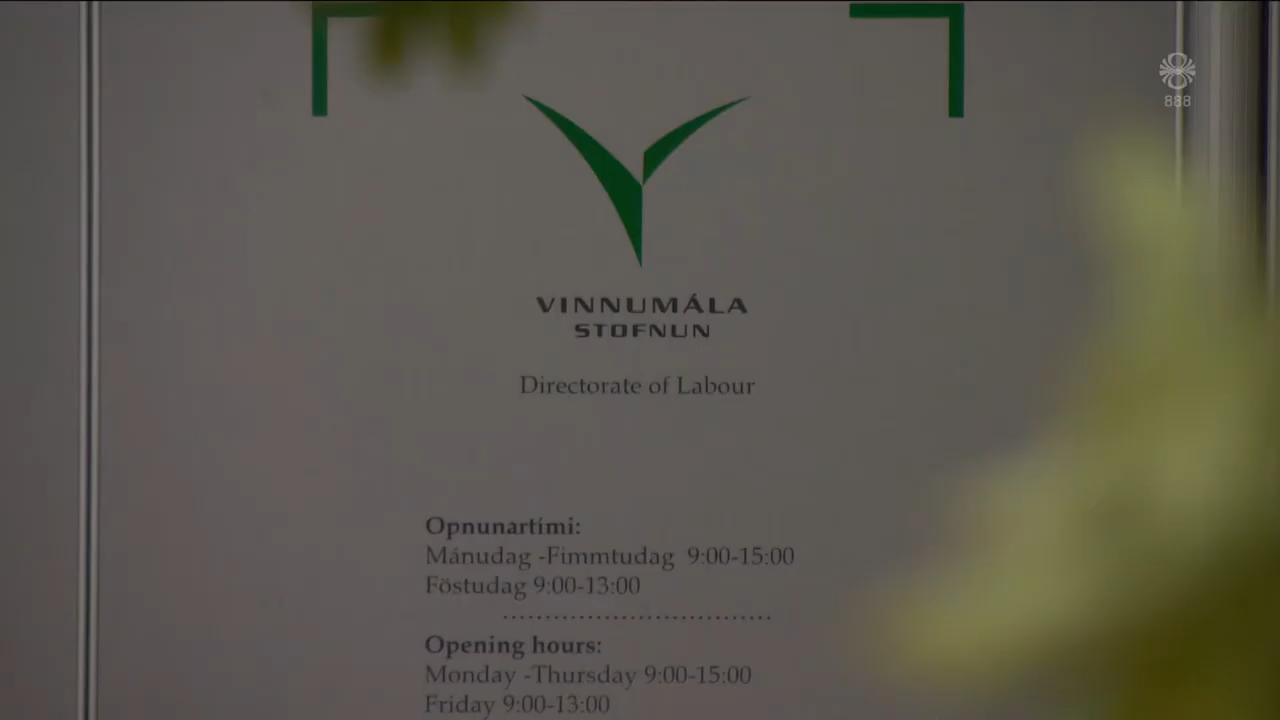 888
VINNUMÁLA
STOFNUN
Directorate of Labour
Opnunartími:
Mánudag -Fimmtudag 9:00-15:00
Föstudag 9:00-13:00
..............................
Opening hours:
Monday -Thursday 9:00-15:00
Friday 9:00-13:00